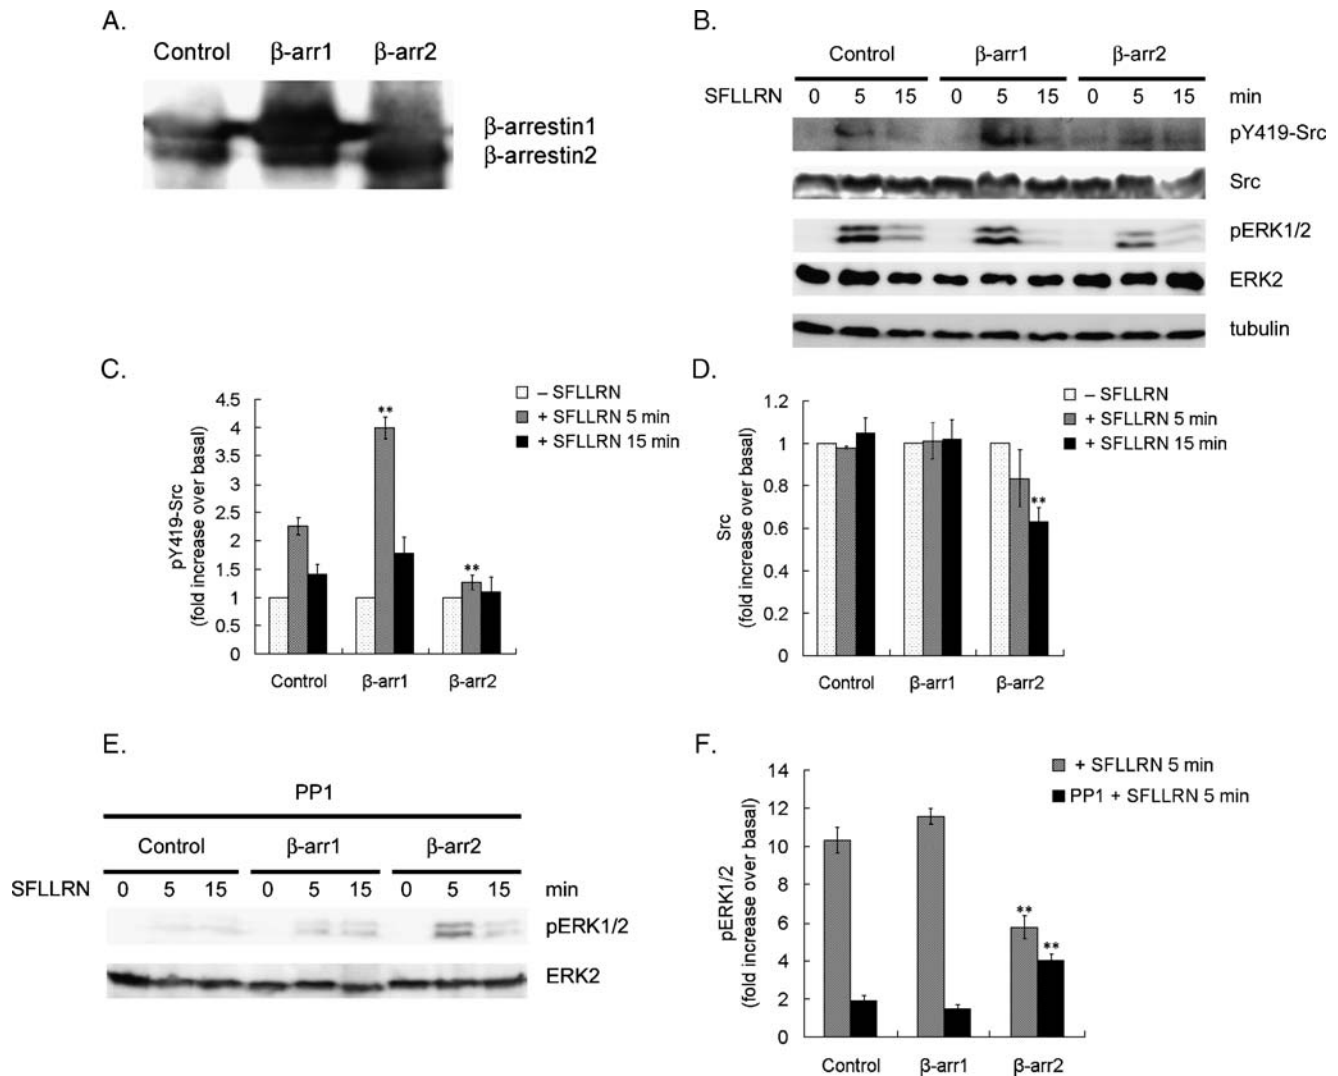 A.
Control β-arr1 β-arr2
β-arrestin1
β-arrestin2
B.
Control β-arr1 β-arr2
SFLLRN 0 5 15 0 5 15 0 5 15 min
pY419-Src
Src
pERK1/2
ERK2
tubulin
C.
– SFLLRN
+ SFLLRN 5 min
+ SFLLRN 15 min
pY419-Src
(fold increase over basal)
4.5
4
3.5
3
2.5
2
1.5
1
0.5
0
**
**
Control β-arr1 β-arr2
D.
– SFLLRN
+ SFLLRN 5 min
+ SFLLRN 15 min
Src
(fold increase over basal)
1.2
1
0.8
0.6
0.4
0.2
0
**
Control β-arr1 β-arr2
E.
PP1
Control β-arr1 β-arr2
SFLLRN 0 5 15 0 5 15 0 5 15 min
pERK1/2
ERK2
F.
+ SFLLRN 5 min
PP1 + SFLLRN 5 min
pERK1/2
(fold increase over basal)
14
12
10
8
6
4
2
0
**
**
Control β-arr1 β-arr2